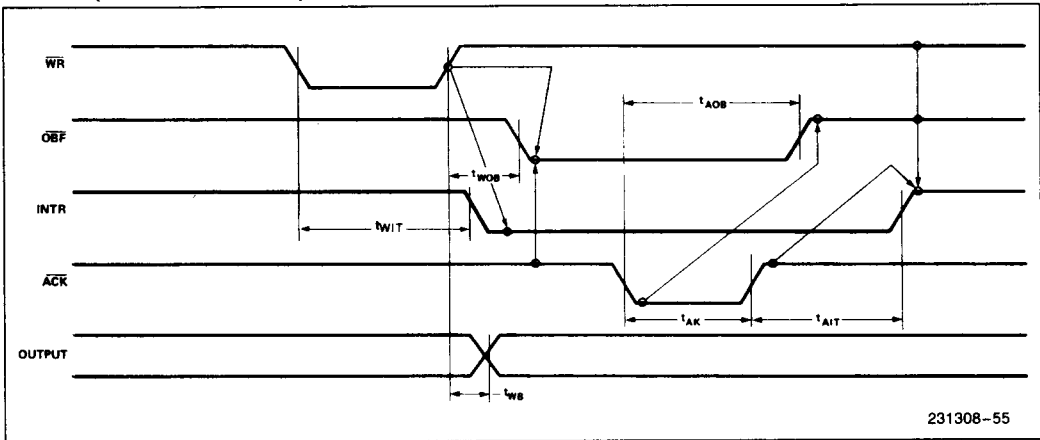 WR
tAOB
OBF
tWOB
INTR
tWIT
ACK
tAK
tAIT
OUTPUT
tWB
231308-55